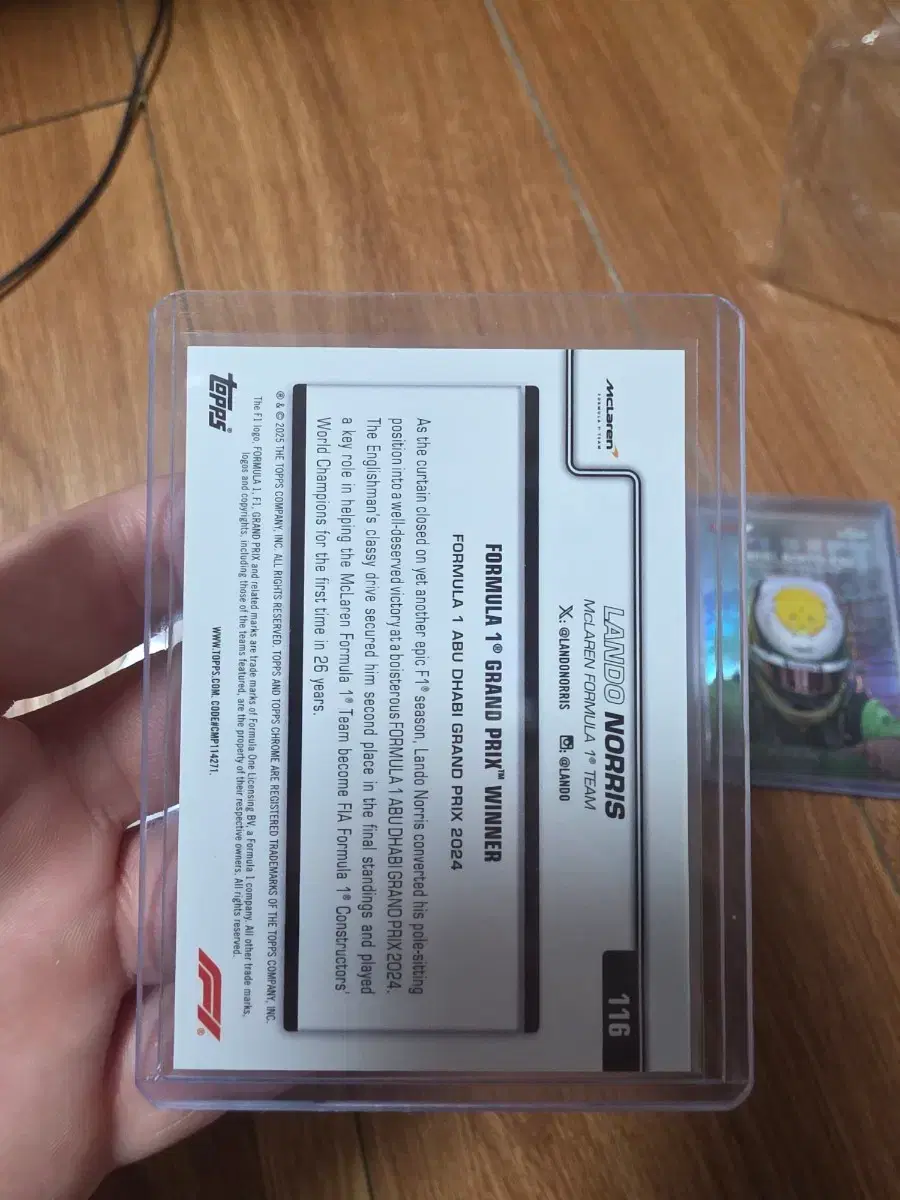 McLaren
FORMULA 1 TEAM
116
LANDO NORRIS
McLAREN FORMULA 1® TEAM
X: @LANDONORRIS : @LANDO
FORMULA 1® GRAND PRIX™ WINNER
FORMULA 1 ABU DHABI GRAND PRIX 2024
As the curtain closed on yet another epic F1® season, Lando Norris converted his pole-sitting
position into a well-deserved victory at a boisterous FORMULA 1 ABU DHABI GRAND PRIX 2024.
The Englishman's classy drive secured him second place in the final standings and played
a key role in helping the McLaren Formula 1® Team become FIA Formula 1® Constructors'
World Champions for the first time in 26 years.
® & © 2025 THE TOPPS COMPANY, INC. ALL RIGHTS RESERVED. TOPPS AND TOPPS CHROME ARE REGISTERED TRADEMARKS OF THE TOPPS COMPANY, INC.
The F1 logo, FORMULA 1, F1, GRAND PRIX and related marks are trade marks of Formula One Licensing BV, a Formula 1 company. All other trade marks,
logos and copyrights, including those of the teams featured, are the property of their respective owners. All rights reserved.
WWW.TOPPS.COM. CODE#CMP114271.
topps®
F1®